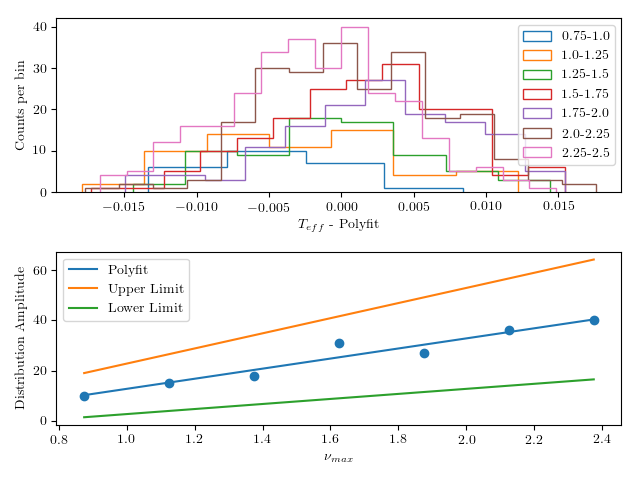 Counts per bin
40
30
20
10
0
0.75-1.0
1.0-1.25
1.25-1.5
1.5-1.75
1.75-2.0
2.0-2.25
2.25-2.5
−0.015 −0.010 −0.005 0.000 0.005 0.010 0.015
T_eff - Polyfit
Distribution Amplitude
60
40
20
0
Polyfit
Upper Limit
Lower Limit
0.8 1.0 1.2 1.4 1.6 1.8 2.0 2.2 2.4
ν_max